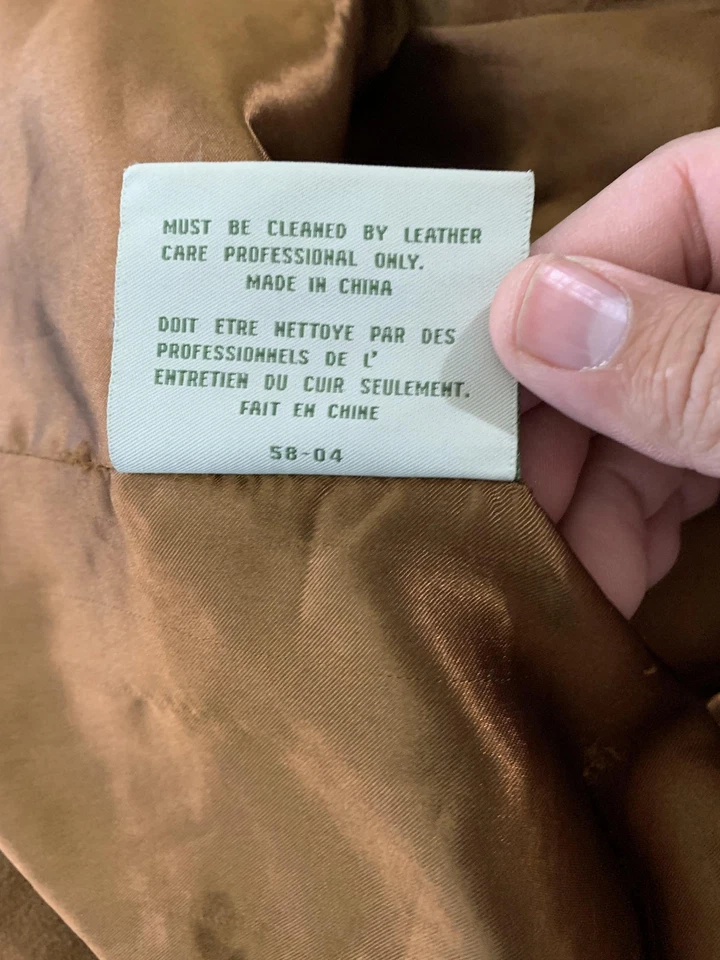 MUST BE CLEANED BY LEATHER
CARE PROFESSIONAL ONLY.
MADE IN CHINA
DOIT ETRE NETTOYE PAR DES
PROFESSIONNELS DE L'
ENTRETIEN DU CUIR SEULEMENT.
FAIT EN CHINE
58-04